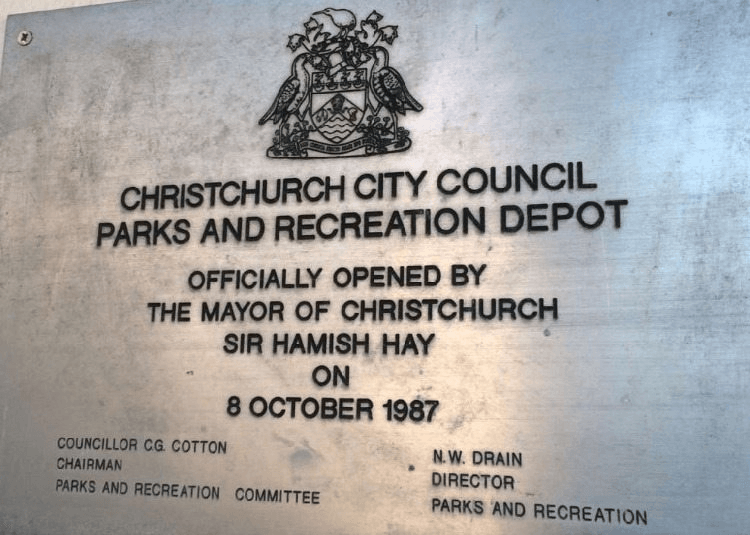 CHRISTCHURCH CITY COUNCIL
PARKS AND RECREATION DEPOT
OFFICIALLY OPENED BY
THE MAYOR OF CHRISTCHURCH
SIR HAMISH HAY
ON
8 OCTOBER 1987
COUNCILLOR C.G. COTTON
CHAIRMAN
PARKS AND RECREATION COMMITTEE
N.W. DRAIN
DIRECTOR
PARKS AND RECREATION